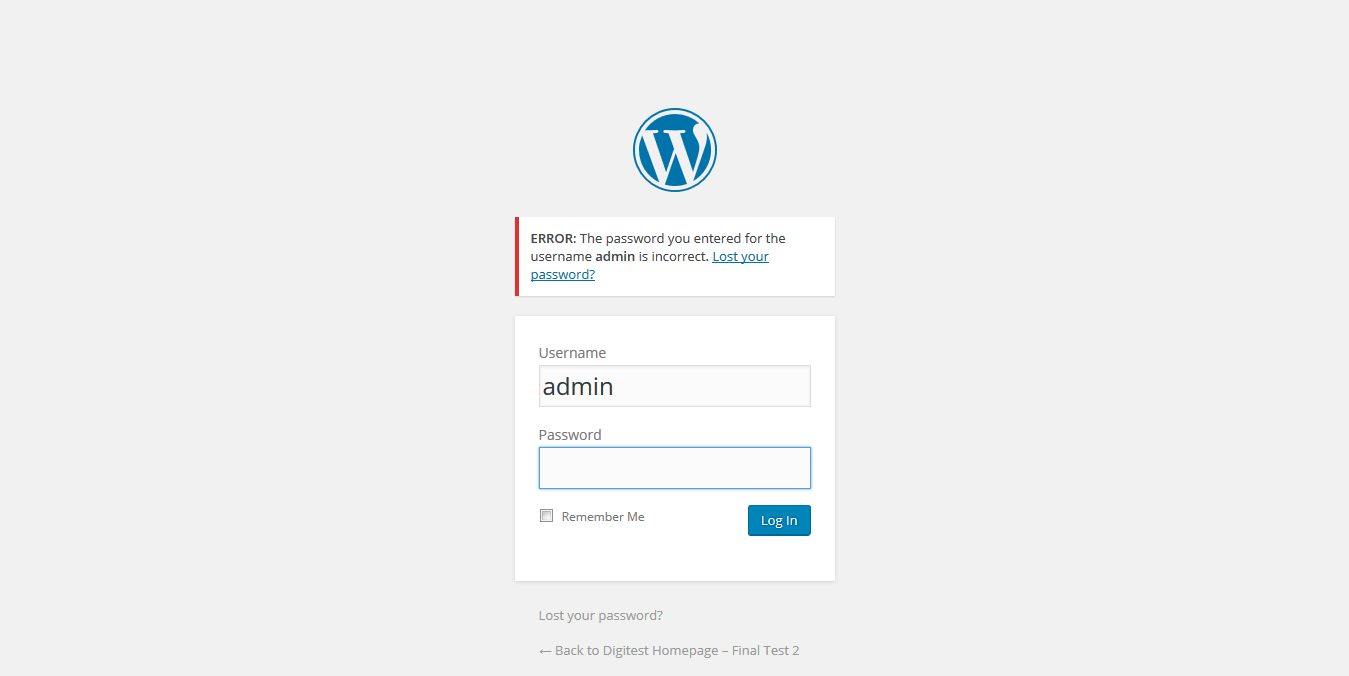 ERROR: The password you entered for the
username admin is incorrect. Lost your
password?
Username
admin
Password
Remember Me
Log In
Lost your password?
← Back to Digitest Homepage – Final Test 2